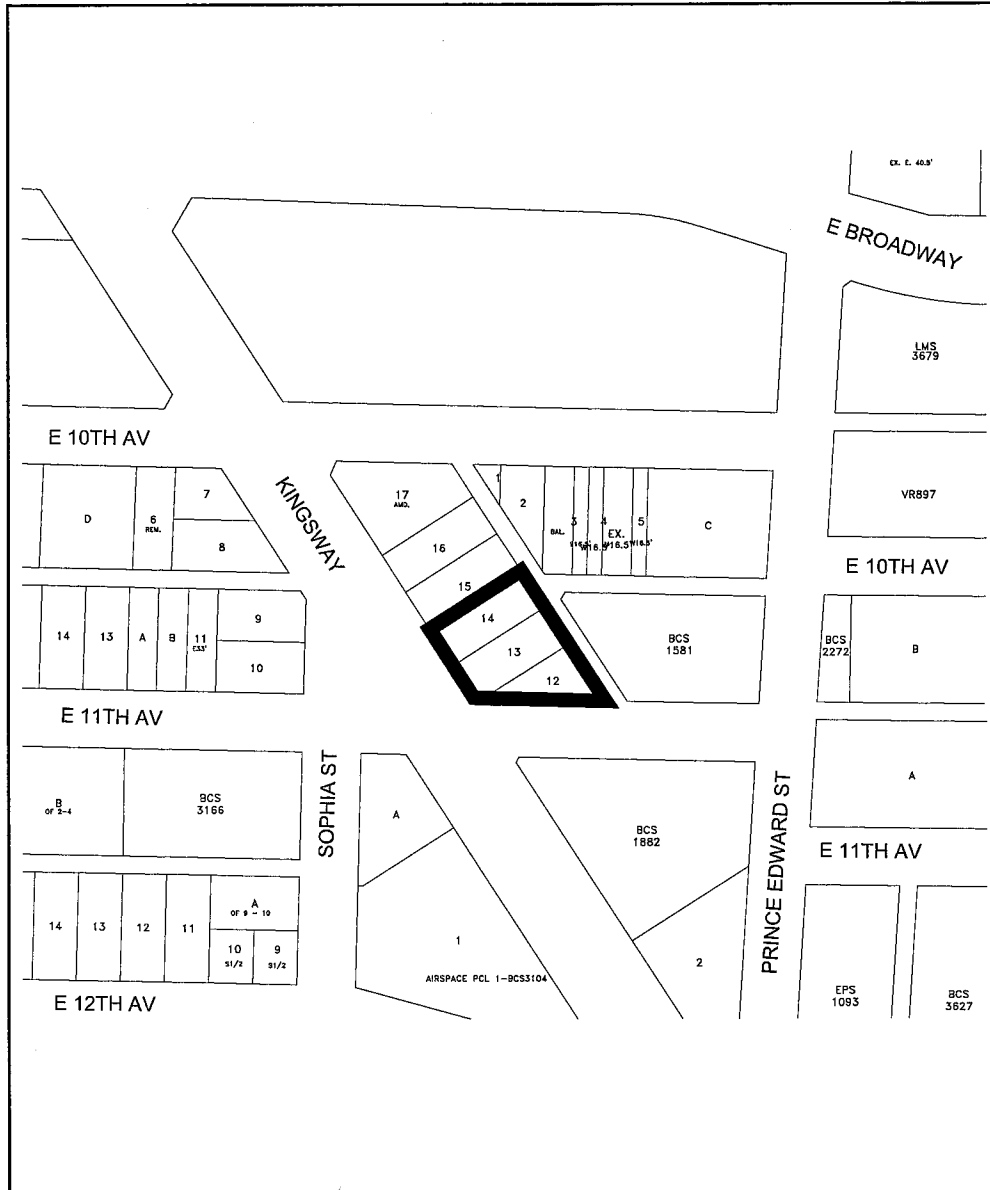 EX. E. 40.5'
E BROADWAY
LMS
3679
E 10TH AV
KINGSWAY
D
6
REM.
7
8
17
AMD.
16
15
14
13
12
1
2
BAL.
3
4
EX.
5
W16.5'
W16.5'
C
VR897
E 10TH AV
14
13
A
B
11
E33'
9
10
BCS
1581
BCS
2272
B
E 11TH AV
SOPHIA ST
B
OF 2-4
BCS
3166
A
BCS
1882
PRINCE EDWARD ST
A
E 11TH AV
14
13
12
11
A
OF 9 - 10
10
S1/2
9
S1/2
1
AIRSPACE PCL 1-BCS3104
2
EPS
1093
BCS
3627
E 12TH AV